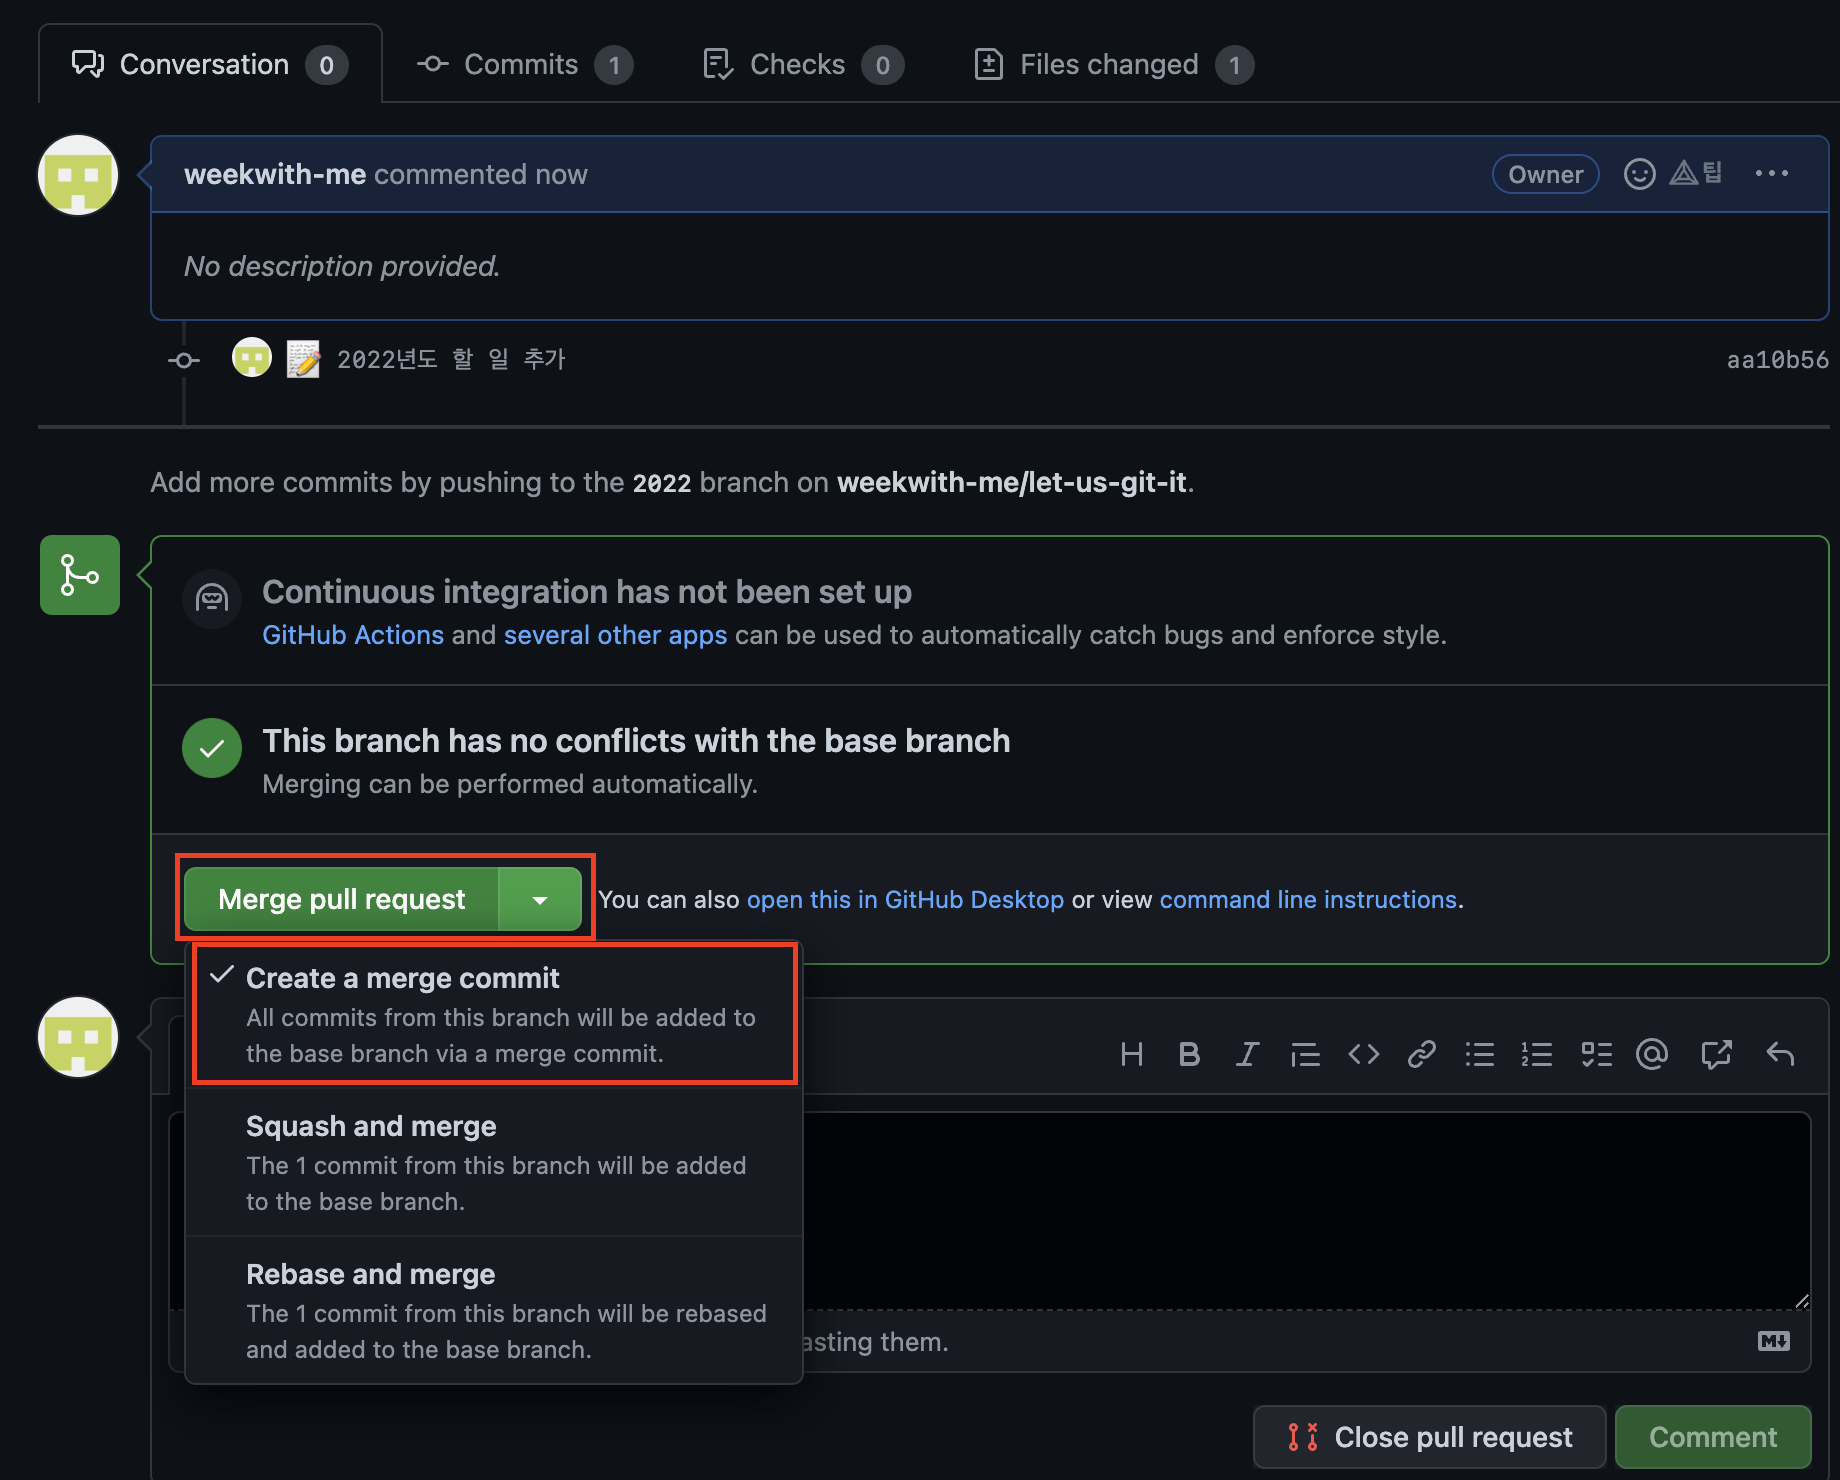 Conversation 0 Commits 1 Checks 0 Files changed 1
weekwith-me commented now Owner 팁
No description provided.
2022년도 할 일 추가 aa10b56
Add more commits by pushing to the 2022 branch on weekwith-me/let-us-git-it.
Continuous integration has not been set up
GitHub Actions and several other apps can be used to automatically catch bugs and enforce style.
This branch has no conflicts with the base branch
Merging can be performed automatically.
Merge pull request You can also open this in GitHub Desktop or view command line instructions.
Create a merge commit
All commits from this branch will be added to
the base branch via a merge commit.
Squash and merge
The 1 commit from this branch will be added
to the base branch.
Rebase and merge
The 1 commit from this branch will be rebased
and added to the base branch.
asting them.
Close pull request Comment